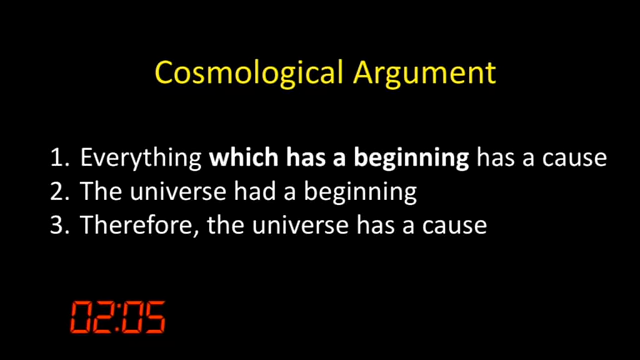 Cosmological Argument
1. Everything which has a beginning has a cause
2. The universe had a beginning
3. Therefore, the universe has a cause
02:05